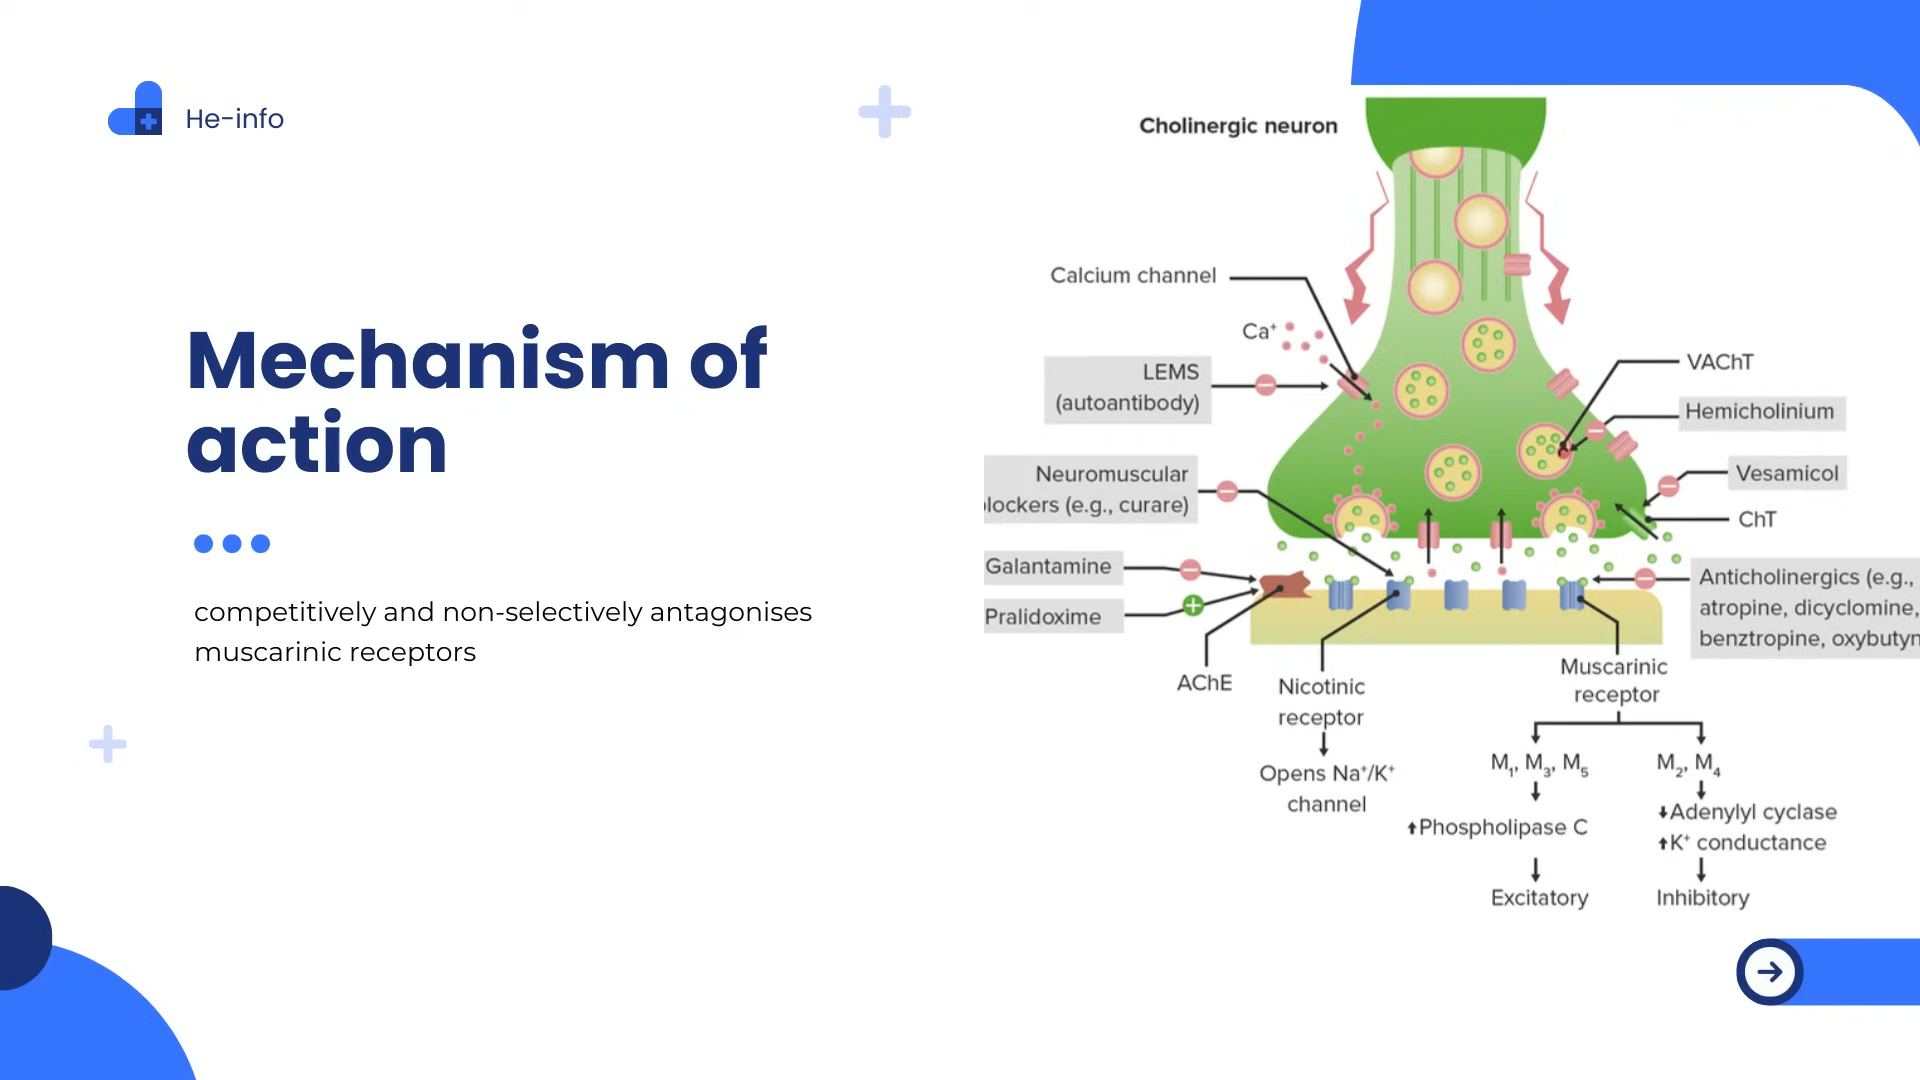 He-info
Mechanism of
action
competitively and non-selectively antagonises
muscarinic receptors
Cholinergic neuron
Calcium channel
Ca⁺
LEMS
(autoantibody)
Neuromuscular
lockers (e.g., curare)
Galantamine
Pralidoxime
AChE
Nicotinic
receptor
Opens Na⁺/K⁺
channel
VAChT
Hemicholinium
Vesamicol
ChT
Anticholinergics (e.g.,
atropine, dicyclomine,
benztropine, oxybutyn
Muscarinic
receptor
M₁, M₃, M₅
↑Phospholipase C
Excitatory
M₂, M₄
↓Adenylyl cyclase
↑K⁺ conductance
Inhibitory